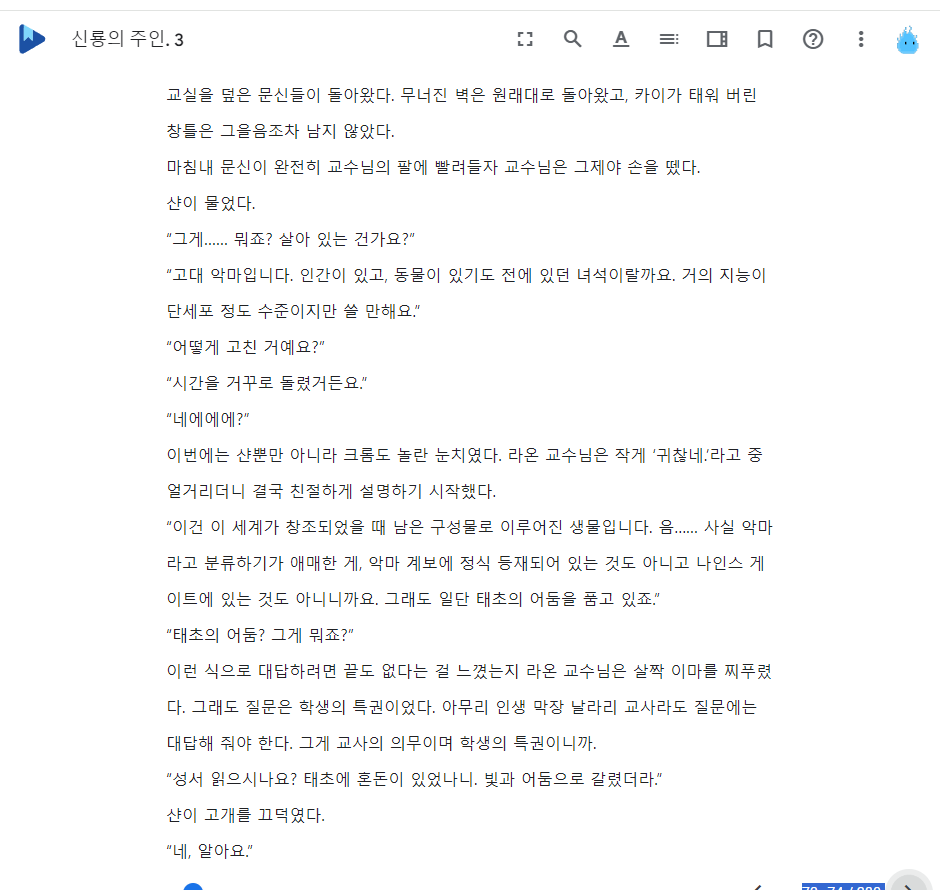 신룡의 주인. 3
교실을 덮은 문신들이 돌아왔다. 무너진 벽은 원래대로 돌아왔고, 카이가 태워 버린
창틀은 그을음조차 남지 않았다.
마침내 문신이 완전히 교수님의 팔에 빨려들자 교수님은 그제야 손을 뗐다.
샨이 물었다.
“그게…… 뭐죠? 살아 있는 건가요?”
“고대 악마입니다. 인간이 있고, 동물이 있기도 전에 있던 녀석이랄까요. 거의 지능이
단세포 정도 수준이지만 쓸 만해요.”
“어떻게 고친 거예요?”
“시간을 거꾸로 돌렸거든요.”
“네에에에?”
이번에는 샨뿐만 아니라 크롬도 놀란 눈치였다. 라온 교수님은 작게 ‘귀찮네.’라고 중
얼거리더니 결국 친절하게 설명하기 시작했다.
“이건 이 세계가 창조되었을 때 남은 구성물로 이루어진 생물입니다. 음…… 사실 악마
라고 분류하기가 애매한 게, 악마 계보에 정식 등재되어 있는 것도 아니고 나인스 게
이트에 있는 것도 아니니까요. 그래도 일단 태초의 어둠을 품고 있죠.”
“태초의 어둠? 그게 뭐죠?”
이런 식으로 대답하려면 끝도 없다는 걸 느꼈는지 라온 교수님은 살짝 이마를 찌푸렸
다. 그래도 질문은 학생의 특권이었다. 아무리 인생 막장 날라리 교사라도 질문에는
대답해 줘야 한다. 그게 교사의 의무이며 학생의 특권이니까.
“성서 읽으시나요? 태초에 혼돈이 있었나니. 빛과 어둠으로 갈렸더라.”
샨이 고개를 끄덕였다.
“네, 알아요.”